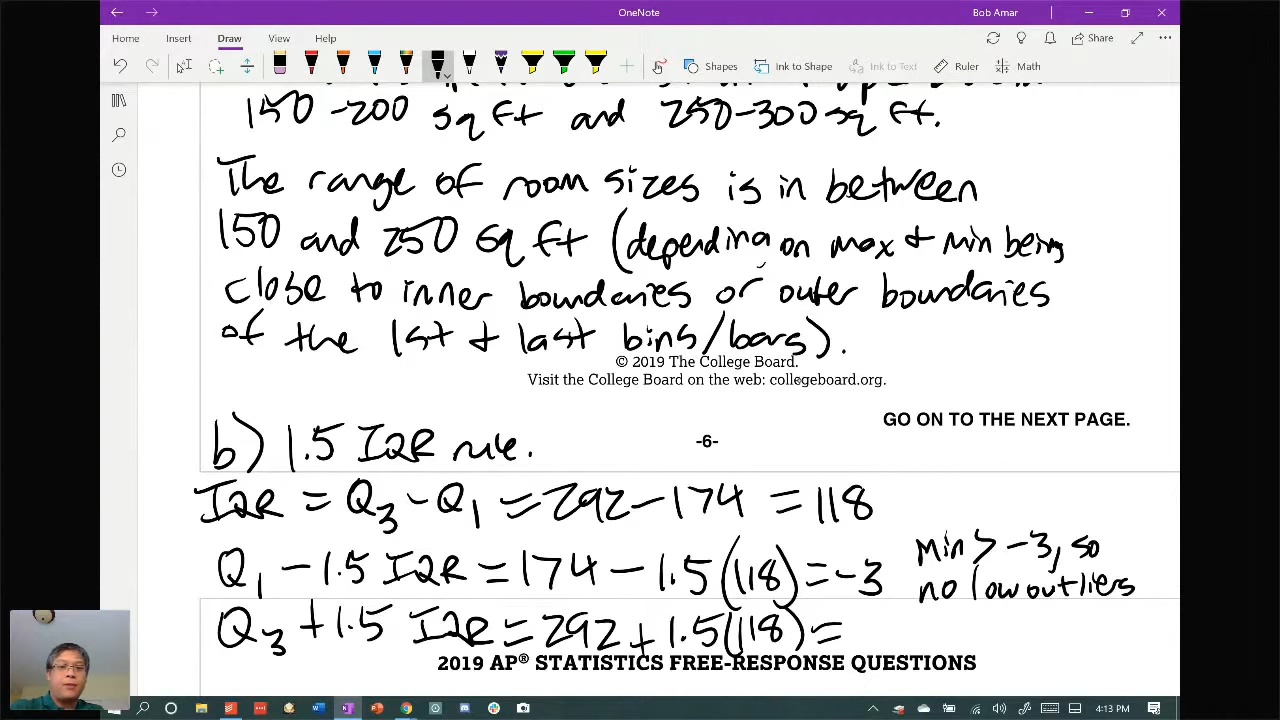 OneNote
Bob Amar
Home Insert Draw View Help Share
Shapes Ink to Shape Ink to Text Ruler Math
150-200 sq ft and 250-300 sq ft.
The range of room sizes is in between
150 and 250 sq ft (depending on max & min being
close to inner boundaries or outer boundaries
of the 1st & last bins/bars).
© 2019 The College Board.
Visit the College Board on the web: collegeboard.org.
GO ON TO THE NEXT PAGE.
-6-
b) 1.5 IQR rule.
IQR = Q3 - Q1 = 292 - 174 = 118
Q1 - 1.5 IQR = 174 - 1.5(118) = -3
Min > -3, so
no low outliers
Q3 + 1.5 IQR = 292 + 1.5(118) =
2019 AP® STATISTICS FREE-RESPONSE QUESTIONS
4:13 PM